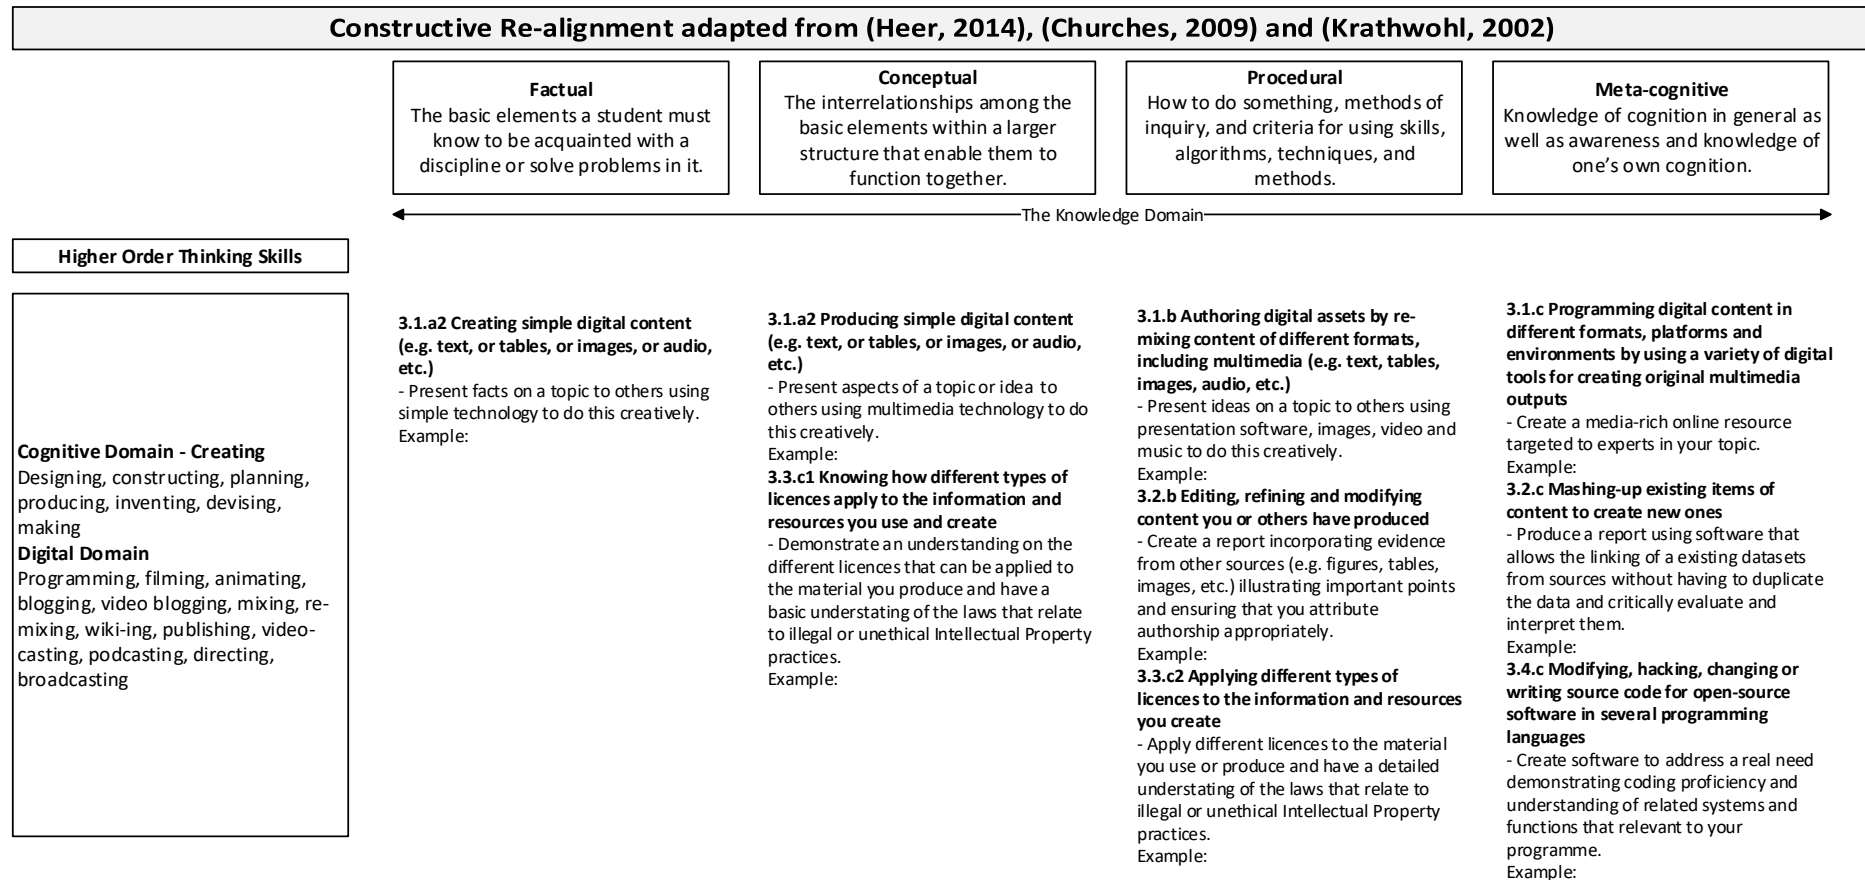 Constructive Re-alignment adapted from (Heer, 2014), (Churches, 2009) and (Krathwohl, 2002)
Factual
The basic elements a student must
know to be acquainted with a
discipline or solve problems in it.
Conceptual
The interrelationships among the
basic elements within a larger
structure that enable them to
function together.
Procedural
How to do something, methods of
inquiry, and criteria for using skills,
algorithms, techniques, and
methods.
Meta-cognitive
Knowledge of cognition in general as
well as awareness and knowledge of
one's own cognition.
The Knowledge Domain
Higher Order Thinking Skills
Cognitive Domain - Creating
Designing, constructing, planning,
producing, inventing, devising,
making
Digital Domain
Programming, filming, animating,
blogging, video blogging, mixing, re-
mixing, wiki-ing, publishing, video-
casting, podcasting, directing,
broadcasting
3.1.a2 Creating simple digital content
(e.g. text, or tables, or images, or audio,
etc.)
- Present facts on a topic to others using
simple technology to do this creatively.
Example:
3.1.a2 Producing simple digital content
(e.g. text, or tables, or images, or audio,
etc.)
- Present aspects of a topic or idea to
others using multimedia technology to do
this creatively.
Example:
3.3.c1 Knowing how different types of
licences apply to the information and
resources you use and create
- Demonstrate an understanding on the
different licences that can be applied to
the material you produce and have a
basic understating of the laws that relate
to illegal or unethical Intellectual Property
practices.
Example:
3.1.b Authoring digital assets by re-
mixing content of different formats,
including multimedia (e.g. text, tables,
images, audio, etc.)
- Present ideas on a topic to others using
presentation software, images, video and
music to do this creatively.
Example:
3.2.b Editing, refining and modifying
content you or others have produced
- Create a report incorporating evidence
from other sources (e.g. figures, tables,
images, etc.) illustrating important points
and ensuring that you attribute
authorship appropriately.
Example:
3.3.c2 Applying different types of
licences to the information and resources
you create
- Apply different licences to the material
you use or produce and have a detailed
understating of the laws that relate to
illegal or unethical Intellectual Property
practices.
Example:
3.1.c Programming digital content in
different formats, platforms and
environments by using a variety of digital
tools for creating original multimedia
outputs
- Create a media-rich online resource
targeted to experts in your topic.
Example:
3.2.c Mashing-up existing items of
content to create new ones
- Produce a report using software that
allows the linking of a existing datasets
from sources without having to duplicate
the data and critically evaluate and
interpret them.
Example:
3.4.c Modifying, hacking, changing or
writing source code for open-source
software in several programming
languages
- Create software to address a real need
demonstrating coding proficiency and
understanding of related systems and
functions that relevant to your
programme.
Example: